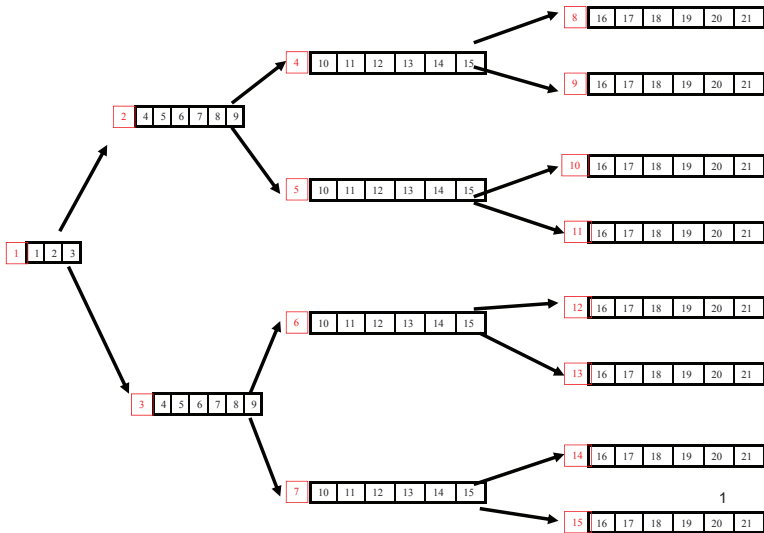 8 16 17 18 19 20 21
4 10 11 12 13 14 15
9 16 17 18 19 20 21
2 4 5 6 7 8 9
10 16 17 18 19 20 21
5 10 11 12 13 14 15
11 16 17 18 19 20 21
1 1 2 3
12 16 17 18 19 20 21
6 10 11 12 13 14 15
13 16 17 18 19 20 21
3 4 5 6 7 8 9
14 16 17 18 19 20 21
7 10 11 12 13 14 15
1
15 16 17 18 19 20 21